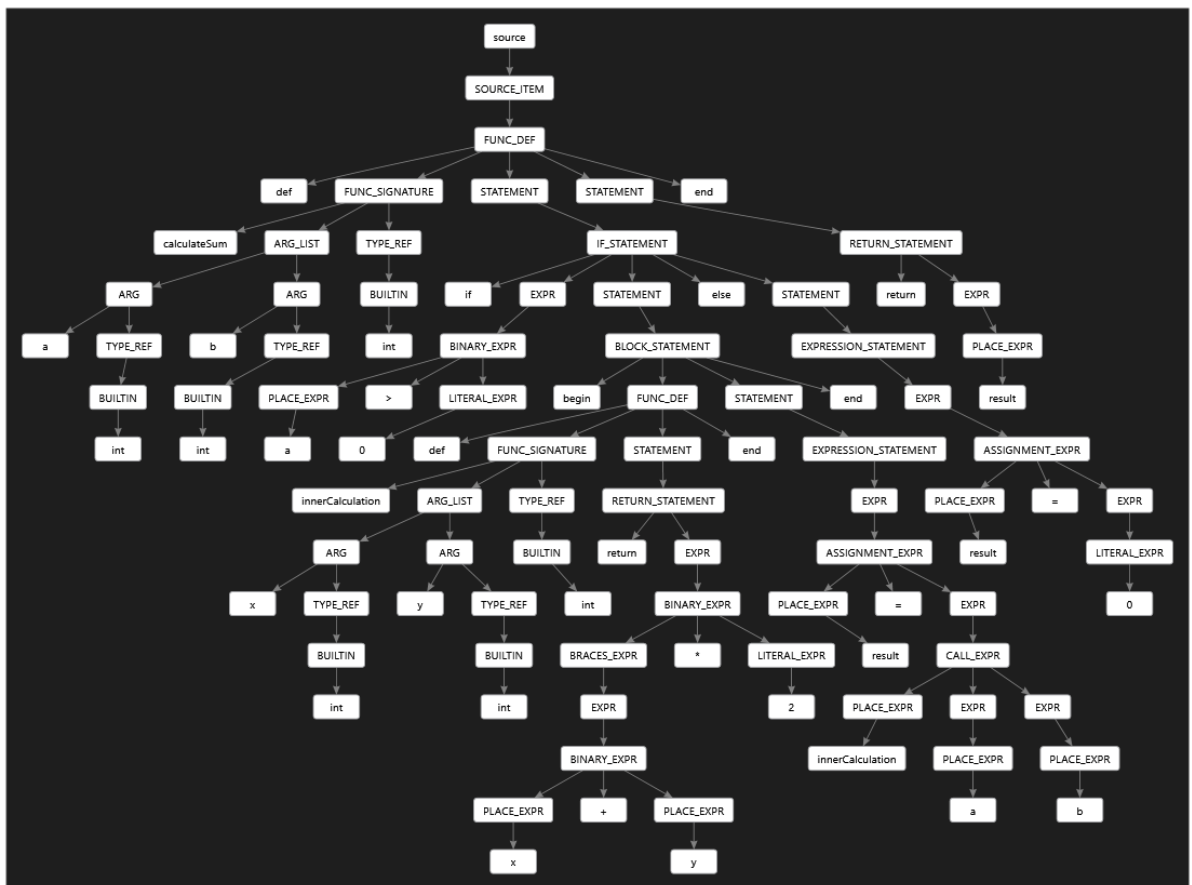 source
SOURCE_ITEM
FUNC_DEF
def FUNC_SIGNATURE STATEMENT STATEMENT end
calculateSum ARG_LIST TYPE_REF IF_STATEMENT RETURN_STATEMENT
ARG ARG BUILTIN if EXPR STATEMENT else STATEMENT return EXPR
a TYPE_REF b TYPE_REF int BINARY_EXPR BLOCK_STATEMENT EXPRESSION_STATEMENT PLACE_EXPR
BUILTIN BUILTIN PLACE_EXPR > LITERAL_EXPR begin FUNC_DEF STATEMENT end EXPR result
int int a 0 def FUNC_SIGNATURE STATEMENT end EXPRESSION_STATEMENT ASSIGNMENT_EXPR
innerCalculation ARG_LIST TYPE_REF RETURN_STATEMENT EXPR PLACE_EXPR = EXPR
ARG ARG BUILTIN return EXPR ASSIGNMENT_EXPR result LITERAL_EXPR
x TYPE_REF y TYPE_REF int BINARY_EXPR PLACE_EXPR = EXPR 0
BUILTIN BUILTIN BRACES_EXPR * LITERAL_EXPR result CALL_EXPR
int int EXPR 2 PLACE_EXPR EXPR EXPR
BINARY_EXPR innerCalculation PLACE_EXPR PLACE_EXPR
PLACE_EXPR + PLACE_EXPR a b
x y